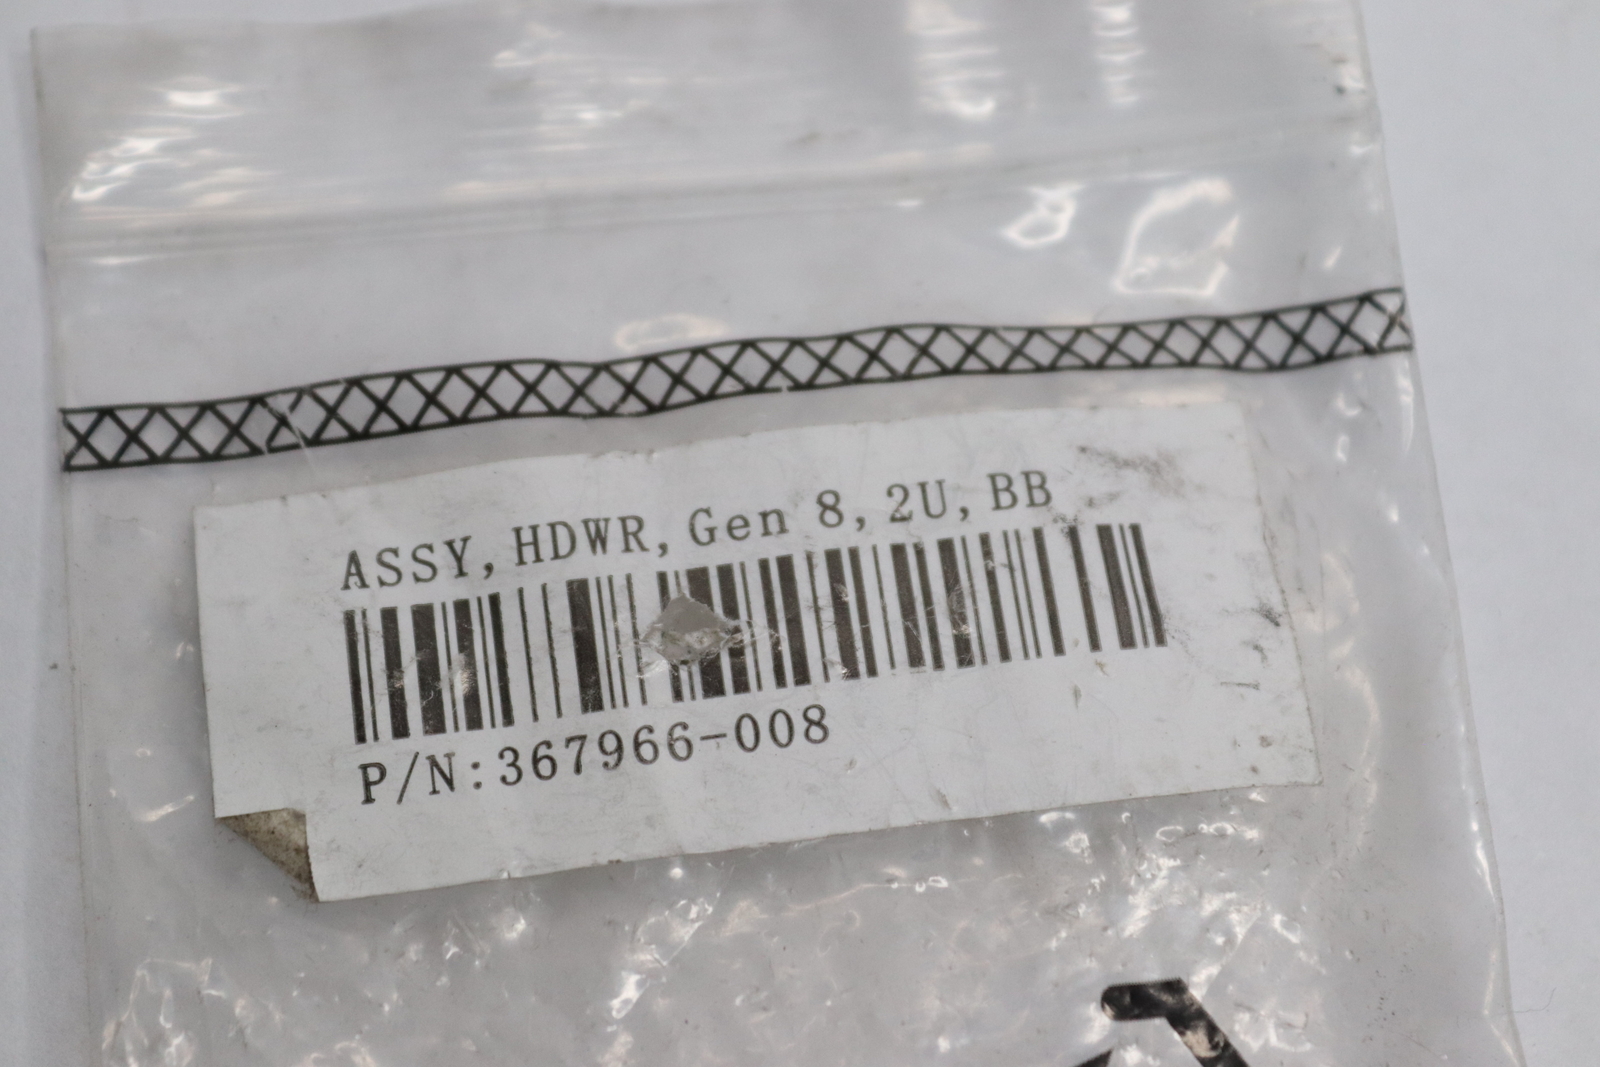 ASSY, HDWR, Gen 8, 2U, BB
P/N:367966-008